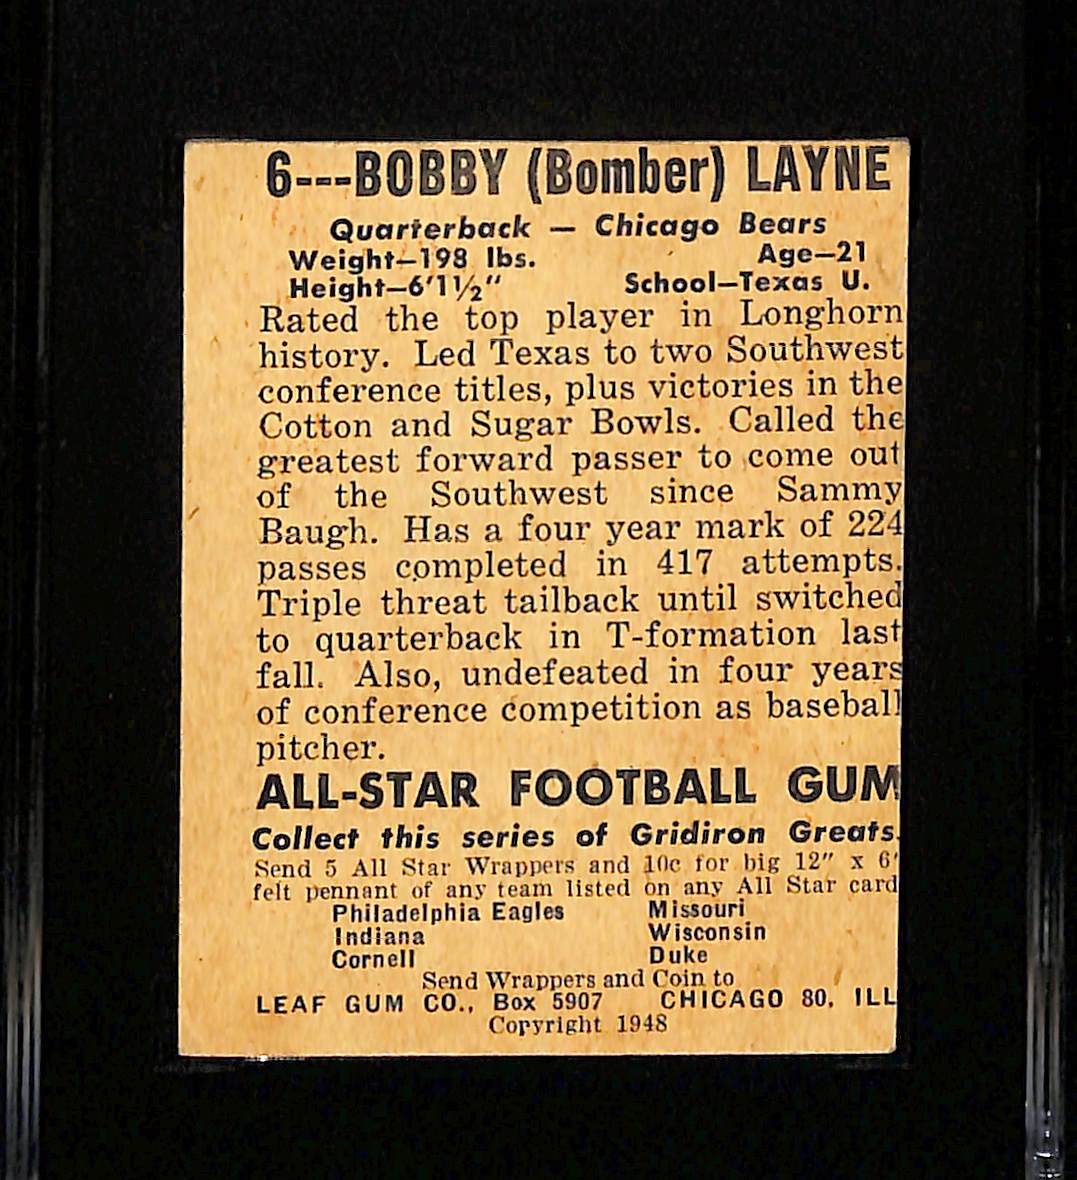 6---BOBBY (Bomber) LAYNE
Quarterback — Chicago Bears
Weight—198 lbs. Age—21
Height—6'1½" School—Texas U.
Rated the top player in Longhorn
history. Led Texas to two Southwest
conference titles, plus victories in the
Cotton and Sugar Bowls. Called the
greatest forward passer to come out
of the Southwest since Sammy
Baugh. Has a four year mark of 224
passes completed in 417 attempts.
Triple threat tailback until switched
to quarterback in T-formation last
fall. Also, undefeated in four years
of conference competition as baseball
pitcher.
ALL-STAR FOOTBALL GUM
Collect this series of Gridiron Greats.
Send 5 All Star Wrappers and 10c for big 12" x 6'
felt pennant of any team listed on any All Star card
Philadelphia Eagles Missouri
Indiana Wisconsin
Cornell Duke
Send Wrappers and Coin to
LEAF GUM CO., Box 5907 CHICAGO 80, ILL
Copyright 1948